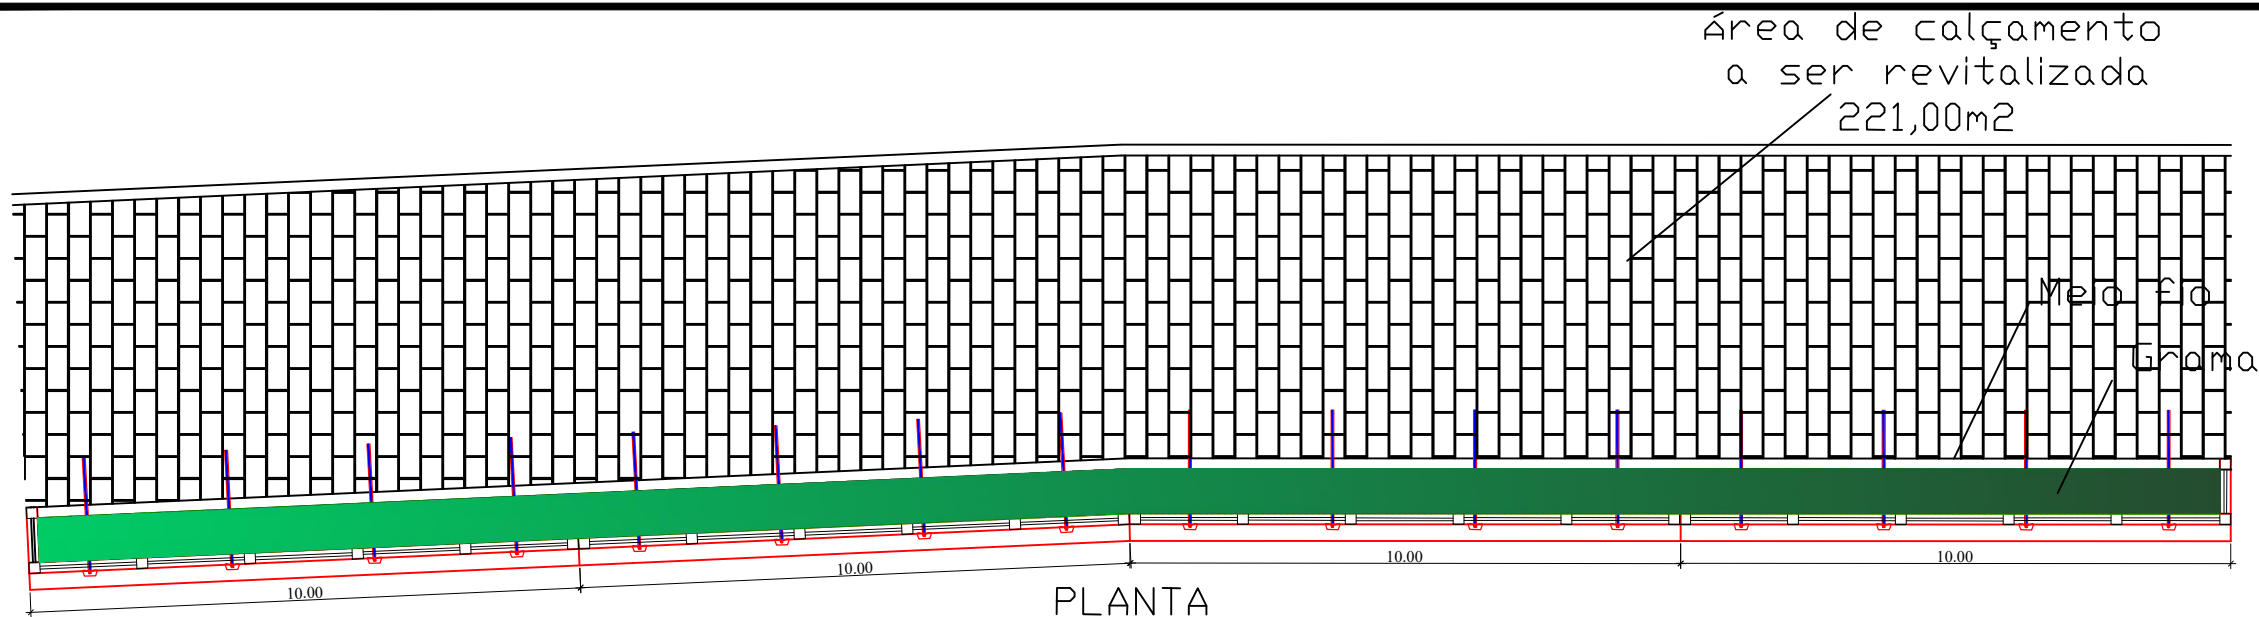 Área de calçamento
a ser revitalizada
221,00m2
Meio fio
Grama
10.00
10.00
10.00
10.00
PLANTA